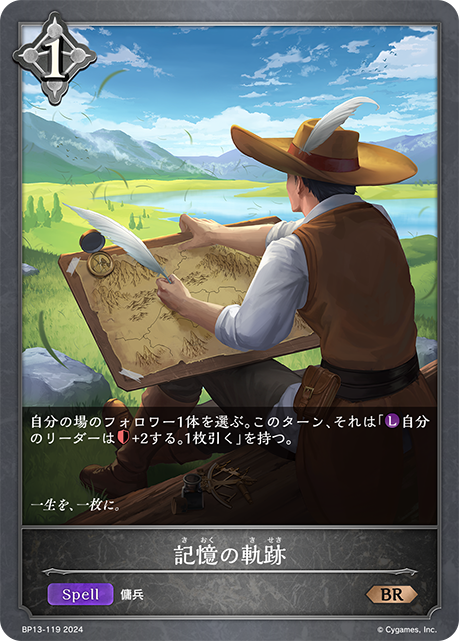 1
自分の場のフォロワー1体を選ぶ。このターン、それは「L自分
のリーダーは+2する。1枚引く」を持つ。
一生を、一枚に。
きおく きせき
記憶の軌跡
Spell 傭兵 BR
BP13-119 2024 © Cygames, Inc.